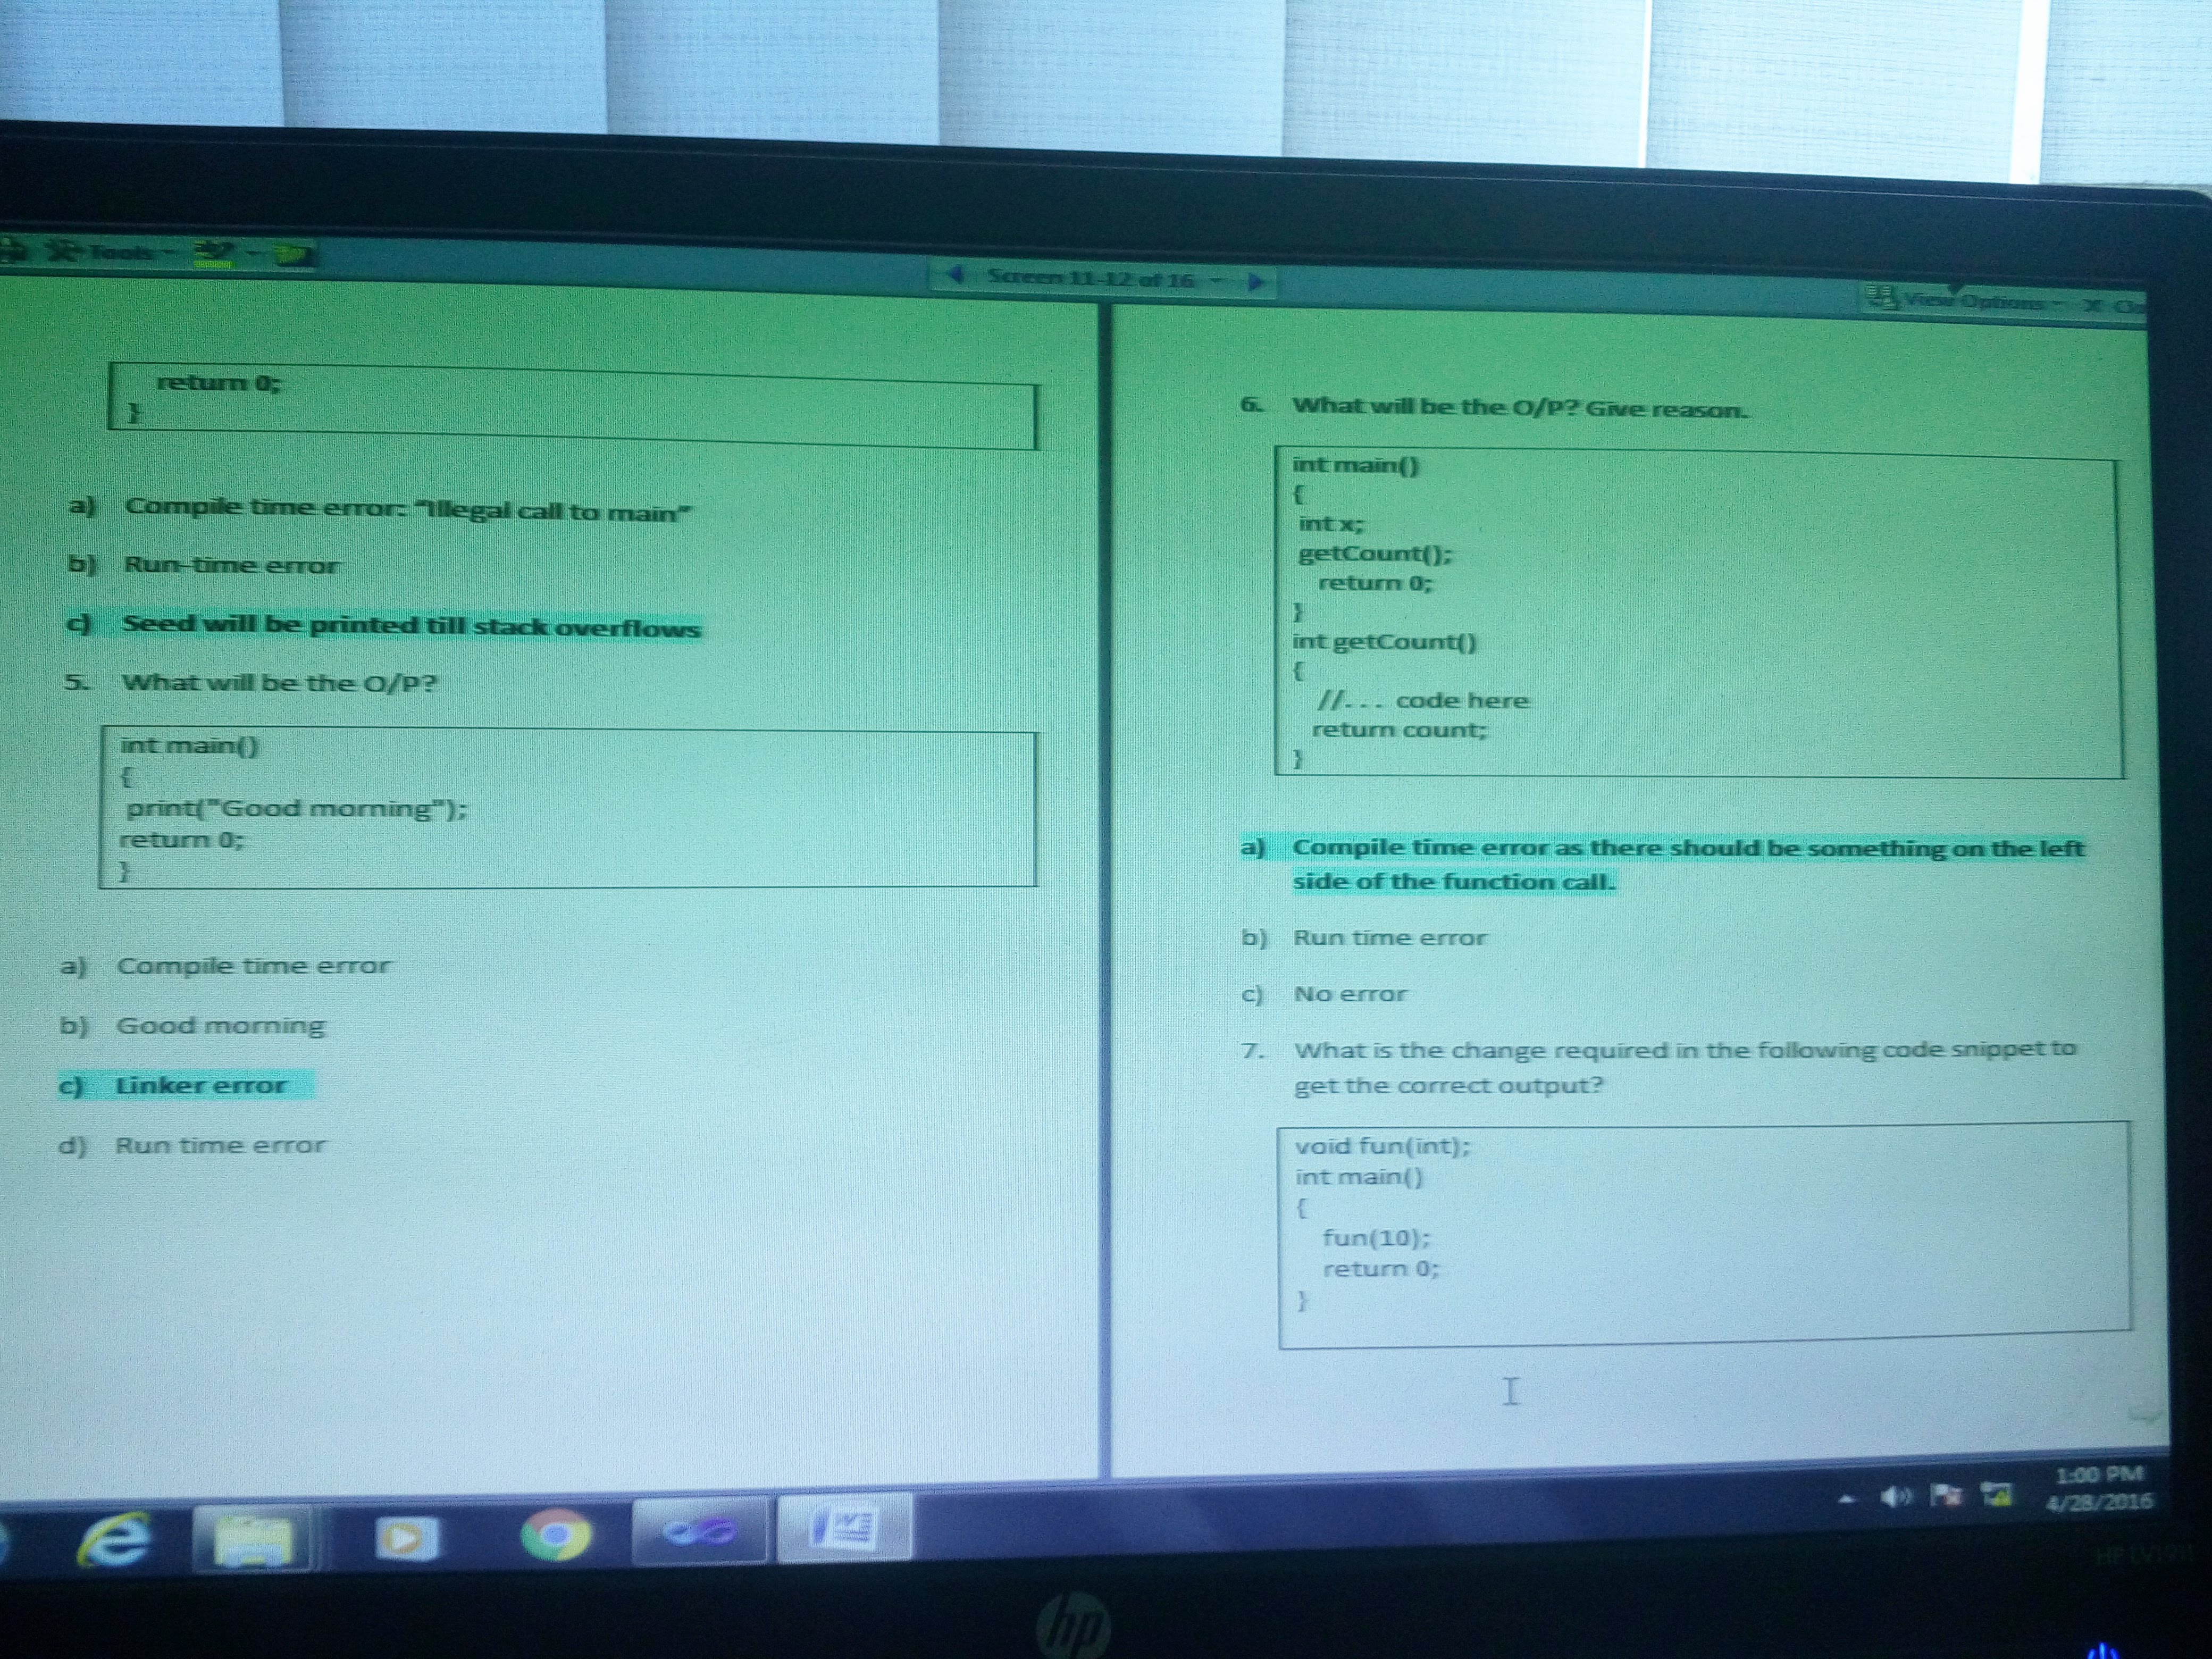 Tools
Screen 11-12 of 16
View Options
return 0;
}
a) Compile time error: "Illegal call to main"
b) Run-time error
c) Seed will be printed till stack overflows
5. What will be the O/P?
int main()
{
print("Good morning");
return 0;
}
a) Compile time error
b) Good morning
c) Linker error
d) Run time error
6. What will be the O/P? Give reason.
int main()
{
int x;
getCount();
return 0;
}
int getCount()
{
//. . . code here
return count;
}
a) Compile time error as there should be something on the left
side of the function call.
b) Run time error
c) No error
7. What is the change required in the following code snippet to
get the correct output?
void fun(int);
int main()
{
fun(10);
return 0;
}
1:00 PM
4/28/2016
hp